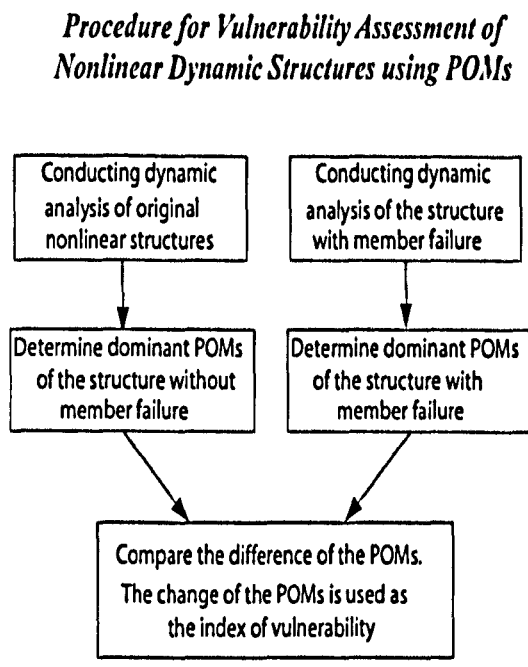 Procedure for Vulnerability Assessment of
Nonlinear Dynamic Structures using POMs
Conducting dynamic
analysis of original
nonlinear structures
Conducting dynamic
analysis of the structure
with member failure
Determine dominant POMs
of the structure without
member failure
Determine dominant POMs
of the structure with
member failure
Compare the difference of the POMs.
The change of the POMs is used as
the index of vulnerability